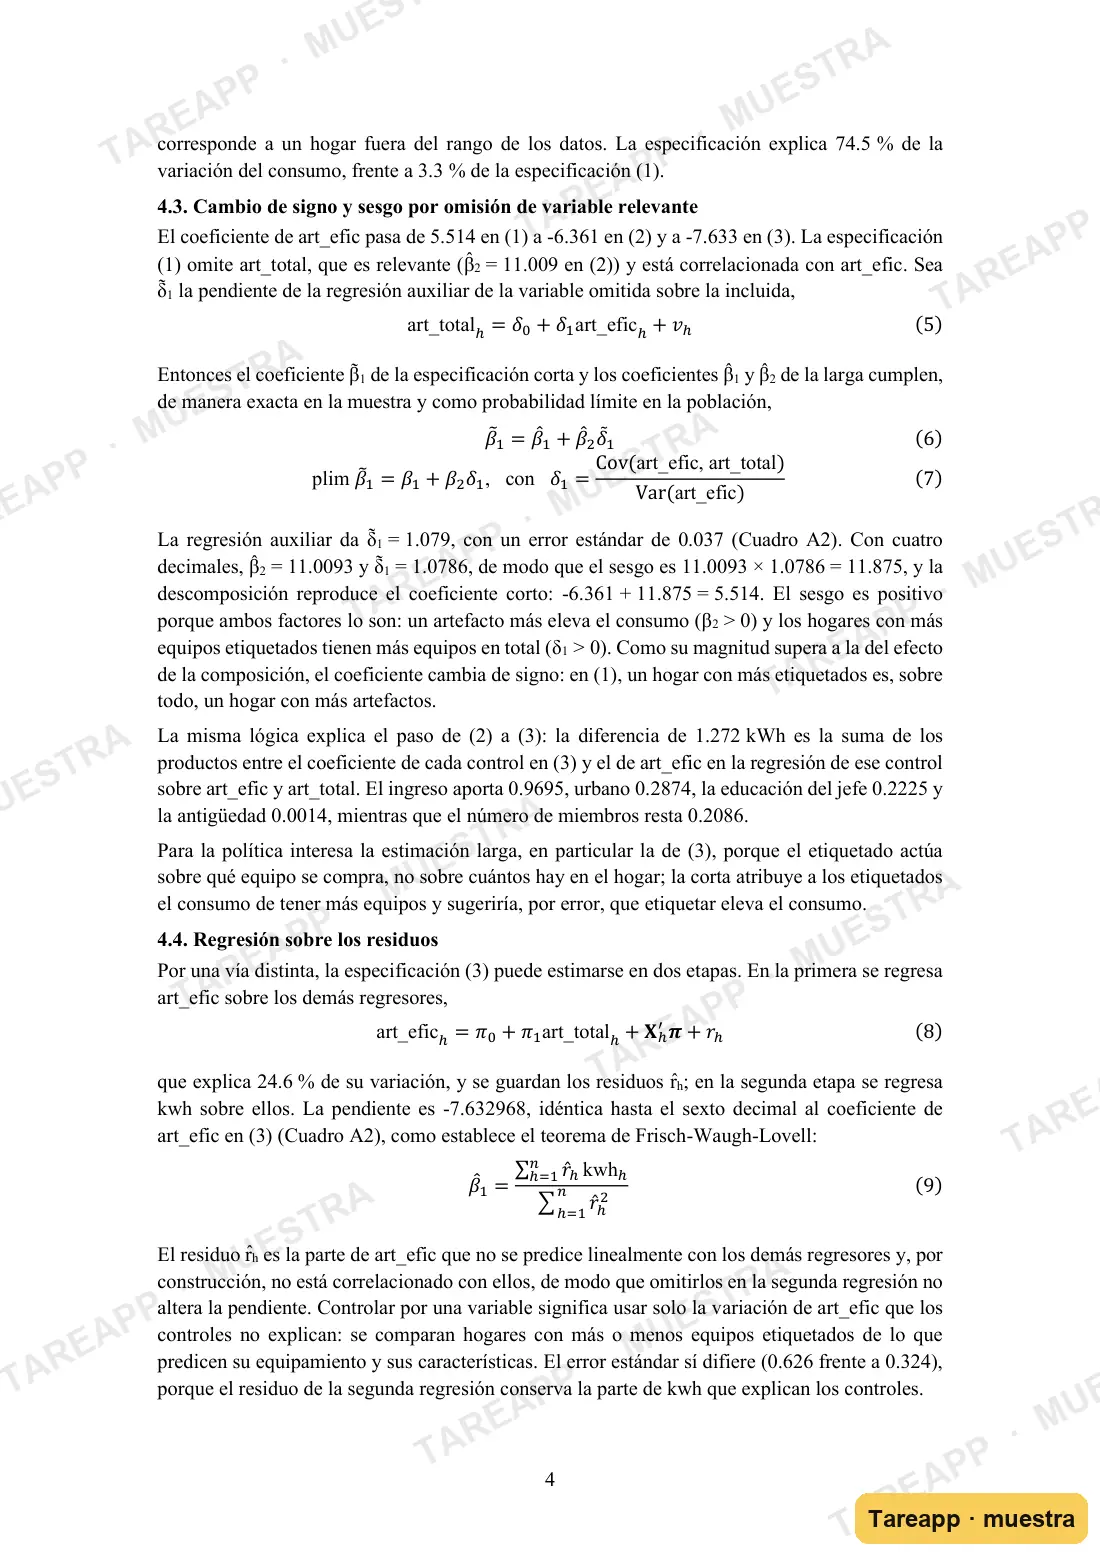 corresponde a un hogar fuera del rango de los datos. La especificación explica 74.5 % de la
variación del consumo, frente a 3.3 % de la especificación (1).
4.3. Cambio de signo y sesgo por omisión de variable relevante
El coeficiente de art_efic pasa de 5.514 en (1) a -6.361 en (2) y a -7.633 en (3). La especificación
(1) omite art_total, que es relevante (β̂₂ = 11.009 en (2)) y está correlacionada con art_efic. Sea
δ̃₁ la pendiente de la regresión auxiliar de la variable omitida sobre la incluida,
art_totalₕ = δ₀ + δ₁art_eficₕ + vₕ (5)
Entonces el coeficiente β̃₁ de la especificación corta y los coeficientes β̂₁ y β̂₂ de la larga cumplen,
de manera exacta en la muestra y como probabilidad límite en la población,
β̃₁ = β̂₁ + β̂₂δ̃₁ (6)
plim β̃₁ = β₁ + β₂δ₁, con δ₁ = Cov(art_efic, art_total) / Var(art_efic) (7)
La regresión auxiliar da δ̃₁ = 1.079, con un error estándar de 0.037 (Cuadro A2). Con cuatro
decimales, β̂₂ = 11.0093 y δ̃₁ = 1.0786, de modo que el sesgo es 11.0093 × 1.0786 = 11.875, y la
descomposición reproduce el coeficiente corto: -6.361 + 11.875 = 5.514. El sesgo es positivo
porque ambos factores lo son: un artefacto más eleva el consumo (β₂ > 0) y los hogares con más
equipos etiquetados tienen más equipos en total (δ₁ > 0). Como su magnitud supera a la del efecto
de la composición, el coeficiente cambia de signo: en (1), un hogar con más etiquetados es, sobre
todo, un hogar con más artefactos.
La misma lógica explica el paso de (2) a (3): la diferencia de 1.272 kWh es la suma de los
productos entre el coeficiente de cada control en (3) y el de art_efic en la regresión de ese control
sobre art_efic y art_total. El ingreso aporta 0.9695, urbano 0.2874, la educación del jefe 0.2225 y
la antigüedad 0.0014, mientras que el número de miembros resta 0.2086.
Para la política interesa la estimación larga, en particular la de (3), porque el etiquetado actúa
sobre qué equipo se compra, no sobre cuántos hay en el hogar; la corta atribuye a los etiquetados
el consumo de tener más equipos y sugeriría, por error, que etiquetar eleva el consumo.
4.4. Regresión sobre los residuos
Por una vía distinta, la especificación (3) puede estimarse en dos etapas. En la primera se regresa
art_efic sobre los demás regresores,
art_eficₕ = π₀ + π₁art_totalₕ + X′ₕπ + rₕ (8)
que explica 24.6 % de su variación, y se guardan los residuos r̂ₕ; en la segunda etapa se regresa
kwh sobre ellos. La pendiente es -7.632968, idéntica hasta el sexto decimal al coeficiente de
art_efic en (3) (Cuadro A2), como establece el teorema de Frisch-Waugh-Lovell:
β̂₁ = ∑ⁿₕ₌₁ r̂ₕ kwhₕ / ∑ⁿₕ₌₁ r̂ₕ² (9)
El residuo r̂ₕ es la parte de art_efic que no se predice linealmente con los demás regresores y, por
construcción, no está correlacionado con ellos, de modo que omitirlos en la segunda regresión no
altera la pendiente. Controlar por una variable significa usar solo la variación de art_efic que los
controles no explican: se comparan hogares con más o menos equipos etiquetados de lo que
predicen su equipamiento y sus características. El error estándar sí difiere (0.626 frente a 0.324),
porque el residuo de la segunda regresión conserva la parte de kwh que explican los controles.
4
Tareapp · muestra
TAREAPP · MUESTRA